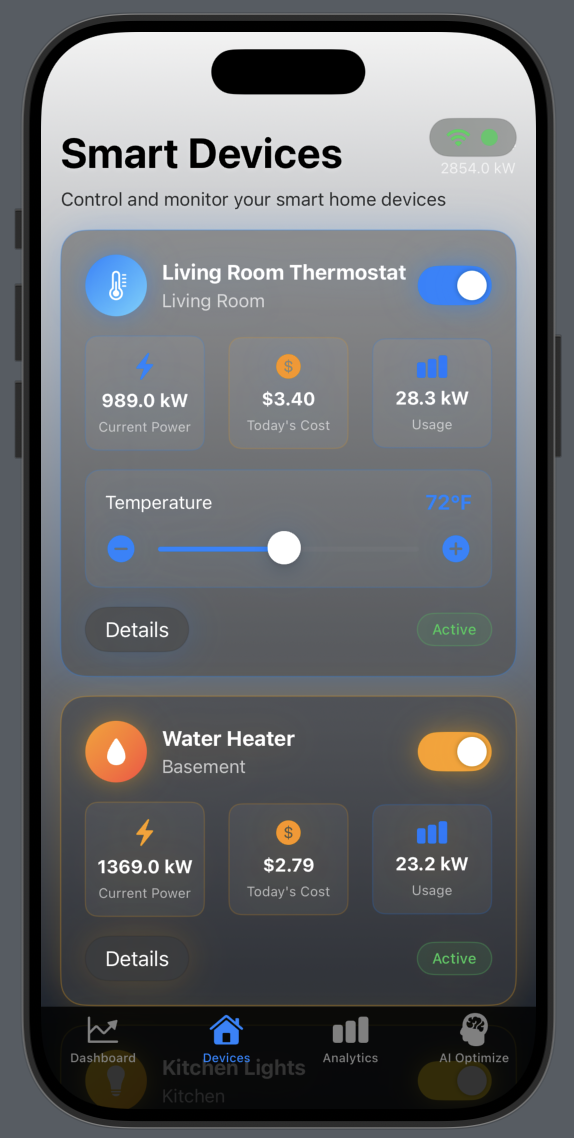 Smart Devices
2854.0 kW
Control and monitor your smart home devices
Living Room Thermostat
Living Room
$
989.0 kW
$3.40
28.3 kW
Current Power
Today's Cost
Usage
Temperature
72°F
Details
Active
Water Heater
Basement
$
1369.0 kW
$2.79
23.2 kW
Current Power
Today's Cost
Usage
Details
Active
Kitchen Lights
Kitchen
Dashboard
Devices
Analytics
AI Optimize